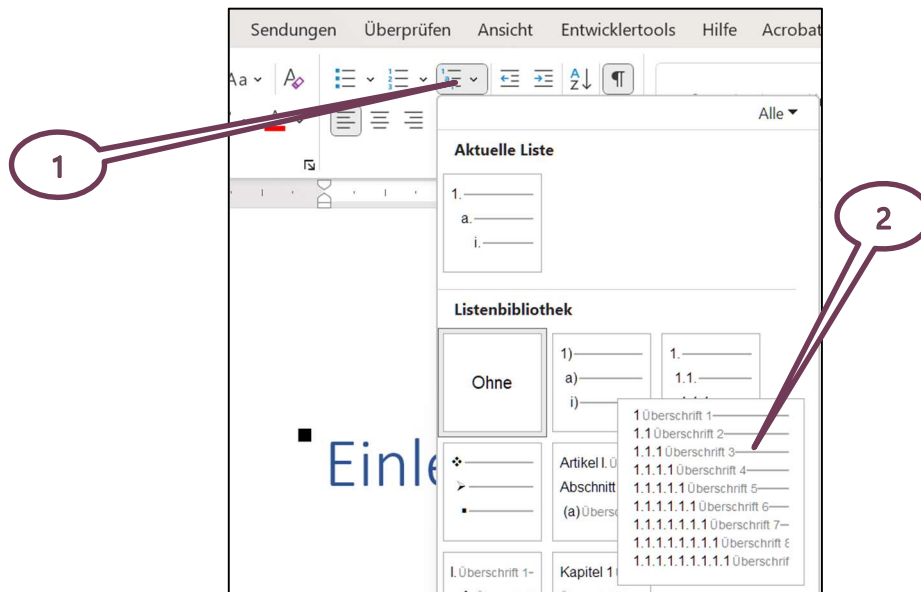 Sendungen Überprüfen Ansicht Entwicklertools Hilfe Acrobat
Aa
A
Z
¶
1
Alle
Aktuelle Liste
1.
a.
i.
2
Listenbibliothek
Ohne
1)
a)
i)
1.
1.1.
1 Überschrift 1
1.1 Überschrift 2
1.1.1 Überschrift 3
1.1.1.1 Überschrift 4
1.1.1.1.1 Überschrift 5
1.1.1.1.1.1 Überschrift 6
1.1.1.1.1.1.1 Überschrift 7
1.1.1.1.1.1.1.1 Überschrift 8
1.1.1.1.1.1.1.1.1 Überschrif
Einle
Artikel I. Ü
Abschnitt
(a) Übersc
I. Überschrift 1
Kapitel 1